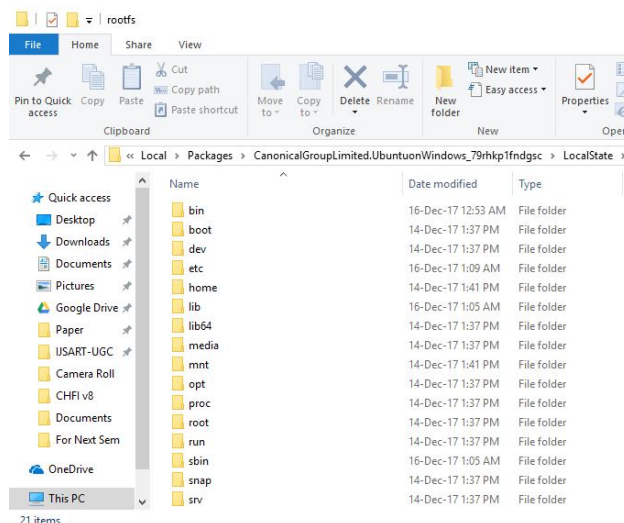 rootfs
File Home Share View
Pin to Quick access
Copy
Paste
Cut
Copy path
Paste shortcut
Move to
Copy to
Delete
Rename
New folder
New item
Easy access
Properties
Clipboard
Organize
New
Open
« Local › Packages › CanonicalGroupLimited.UbuntuonWindows_79rhkp1fndgsc › LocalState ›
Name Date modified Type
Quick access
Desktop
Downloads
Documents
Pictures
Google Drive
Paper
IJSART-UGC
Camera Roll
CHFI v8
Documents
For Next Sem
OneDrive
This PC
bin 16-Dec-17 12:53 AM File folder
boot 14-Dec-17 1:37 PM File folder
dev 14-Dec-17 1:37 PM File folder
etc 16-Dec-17 1:09 AM File folder
home 14-Dec-17 1:41 PM File folder
lib 16-Dec-17 1:05 AM File folder
lib64 14-Dec-17 1:37 PM File folder
media 14-Dec-17 1:37 PM File folder
mnt 14-Dec-17 1:41 PM File folder
opt 14-Dec-17 1:37 PM File folder
proc 14-Dec-17 1:37 PM File folder
root 14-Dec-17 1:37 PM File folder
run 14-Dec-17 1:37 PM File folder
sbin 16-Dec-17 1:05 AM File folder
snap 14-Dec-17 1:37 PM File folder
srv 14-Dec-17 1:37 PM File folder
21 items